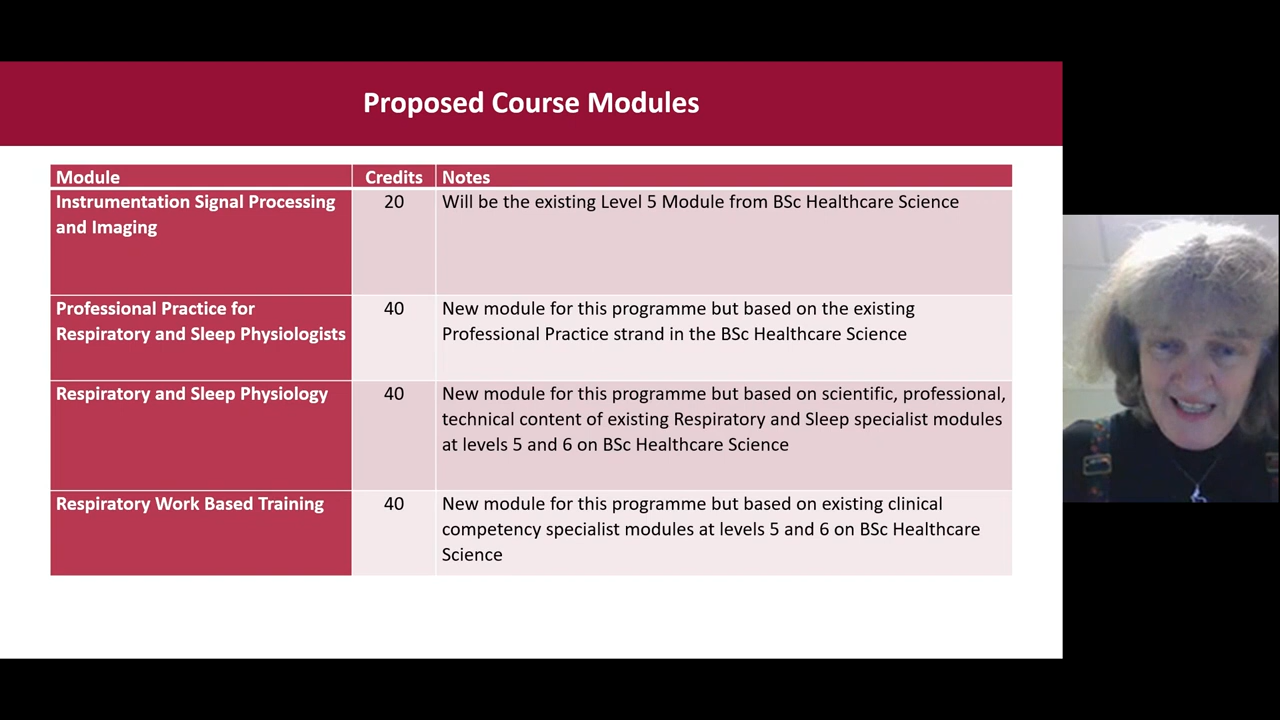 Proposed Course Modules
Module Credits Notes
Instrumentation Signal Processing and Imaging 20 Will be the existing Level 5 Module from BSc Healthcare Science
Professional Practice for Respiratory and Sleep Physiologists 40 New module for this programme but based on the existing Professional Practice strand in the BSc Healthcare Science
Respiratory and Sleep Physiology 40 New module for this programme but based on scientific, professional, technical content of existing Respiratory and Sleep specialist modules at levels 5 and 6 on BSc Healthcare Science
Respiratory Work Based Training 40 New module for this programme but based on existing clinical competency specialist modules at levels 5 and 6 on BSc Healthcare Science